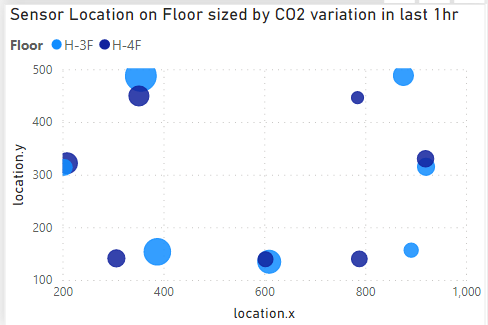 Sensor Location on Floor sized by CO2 variation in last 1hr
Floor H-3F H-4F
500
400
300
200
100
location.y
200 400 600 800 1,000
location.x